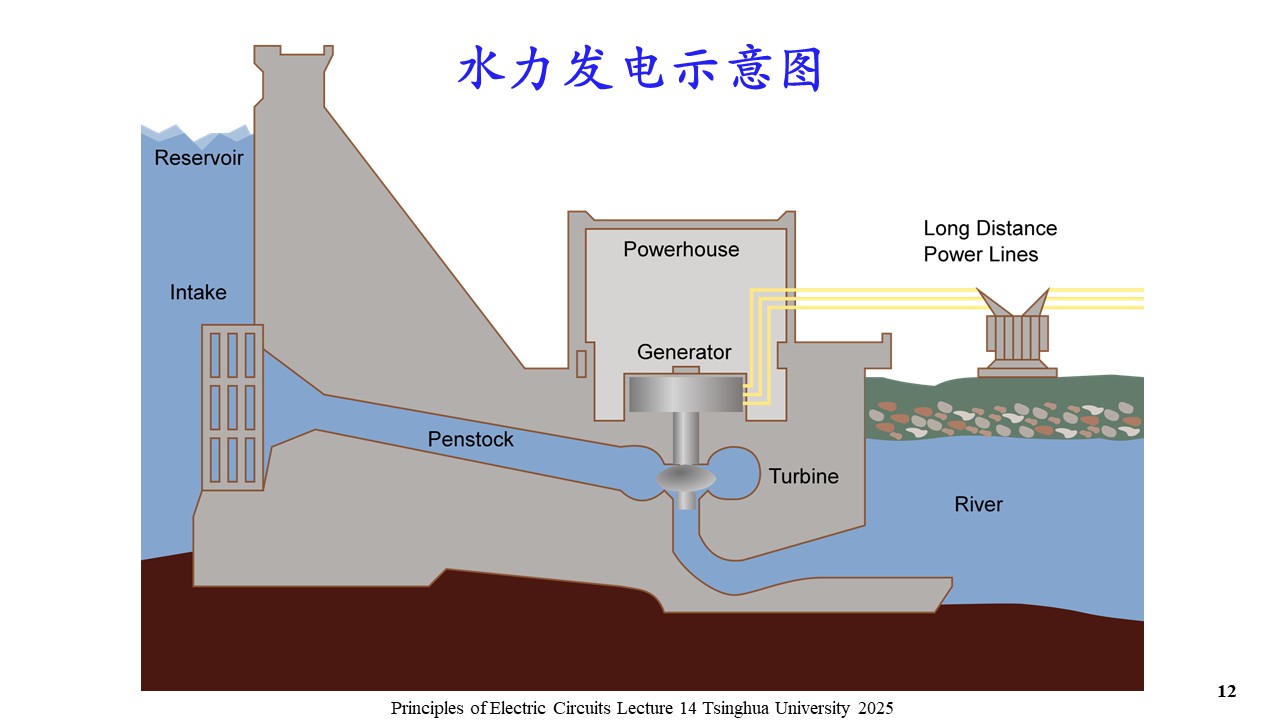 水力发电示意图
Reservoir
Intake
Powerhouse
Long Distance
Power Lines
Generator
Penstock
Turbine
River
12
Principles of Electric Circuits Lecture 14 Tsinghua University 2025